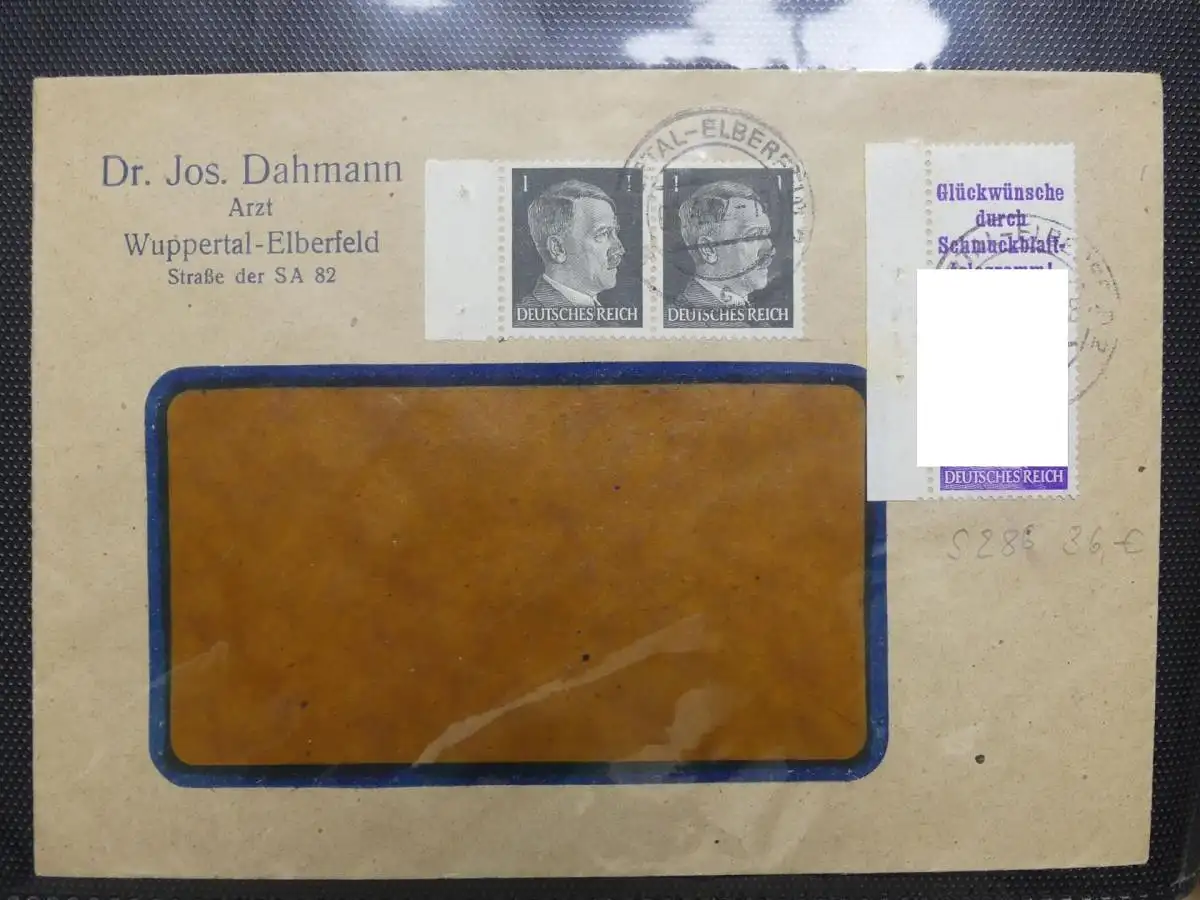 Dr. Jos. Dahmann
Arzt
Wuppertal-Elberfeld
Straße der SA 82
1 1
DEUTSCHES REICH
1 1
DEUTSCHES REICH
TAL-ELBERF
Glückwünsche
durch
Schmuckblatt-
DEUTSCHES REICH
S 286 36 €